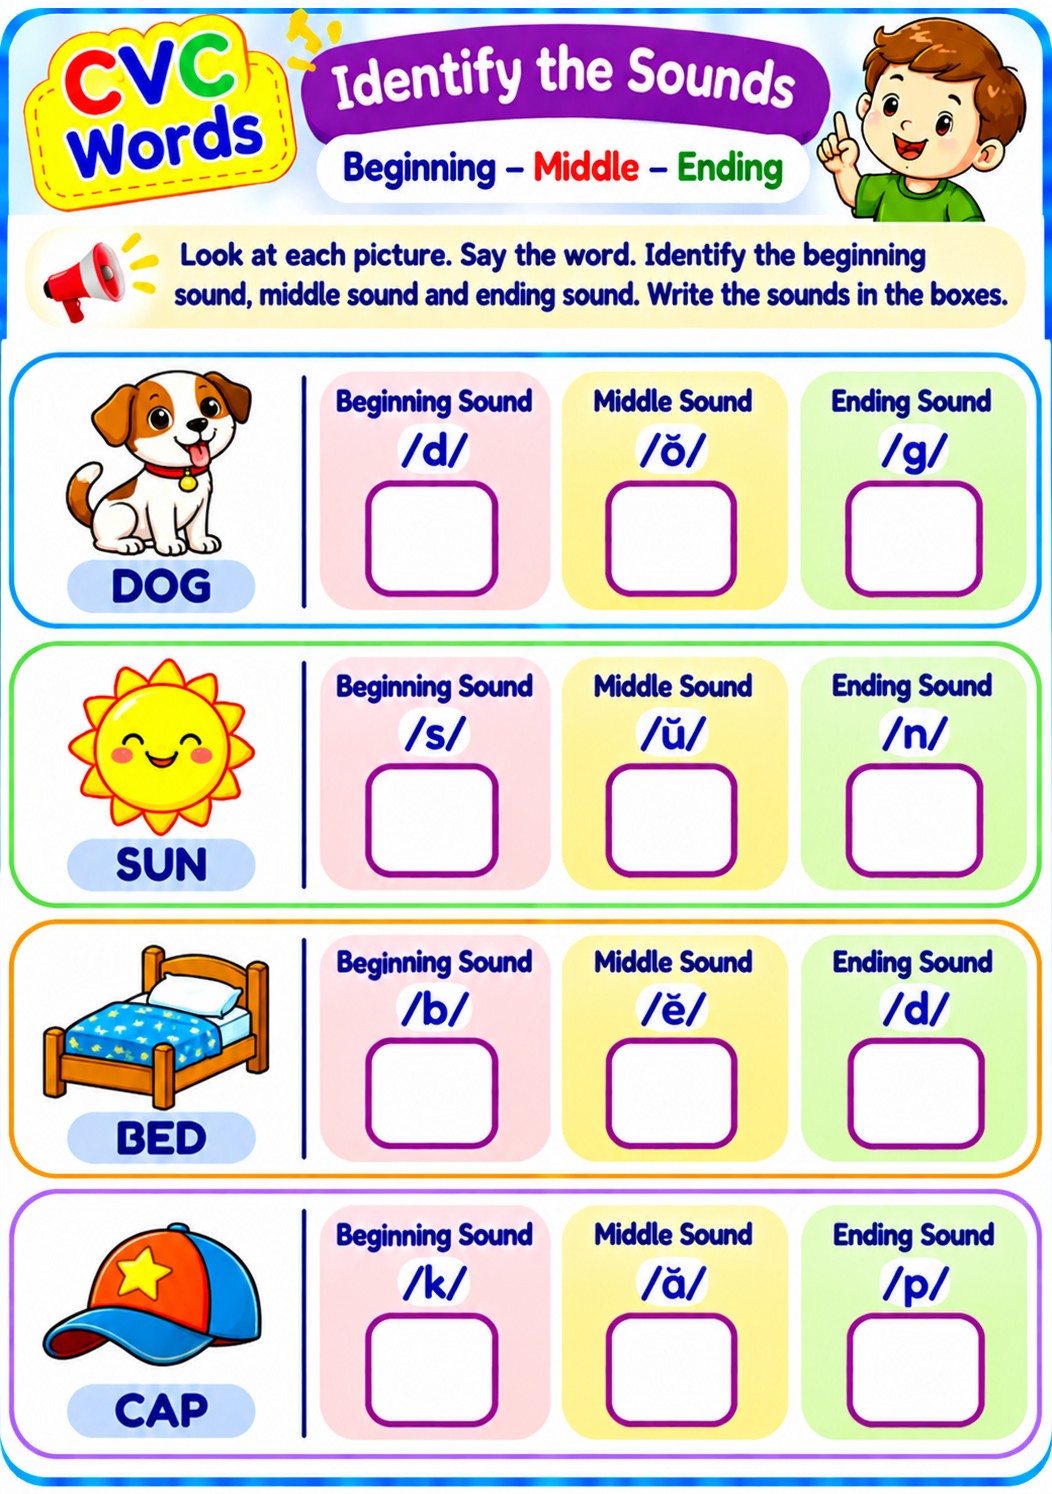 CVC
Words
Identify the Sounds
Beginning – Middle – Ending
Look at each picture. Say the word. Identify the beginning
sound, middle sound and ending sound. Write the sounds in the boxes.
DOG
Beginning Sound
/d/
Middle Sound
/ŏ/
Ending Sound
/g/
SUN
Beginning Sound
/s/
Middle Sound
/ŭ/
Ending Sound
/n/
BED
Beginning Sound
/b/
Middle Sound
/ĕ/
Ending Sound
/d/
CAP
Beginning Sound
/k/
Middle Sound
/ă/
Ending Sound
/p/